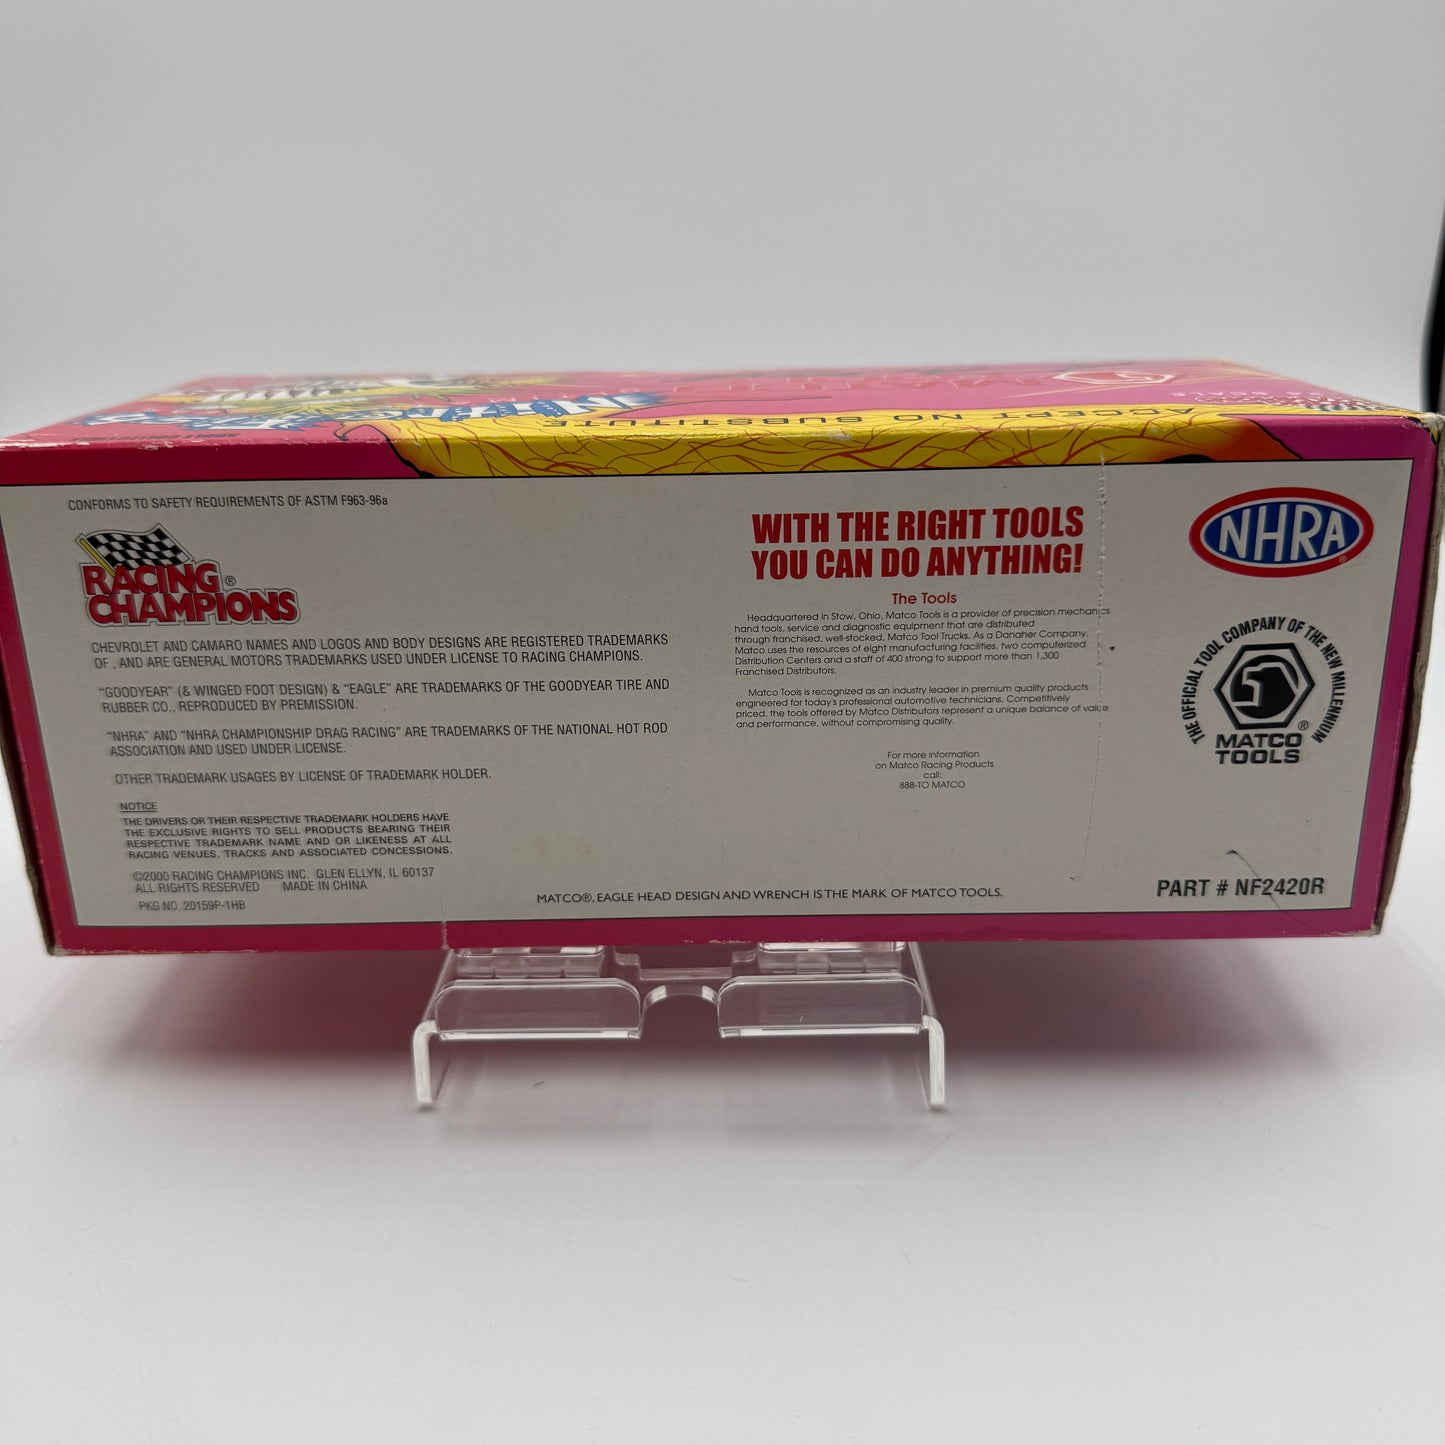 ACCEPT NO SUBSTITUTE
CONFORMS TO SAFETY REQUIREMENTS OF ASTM F963-96a
RACING ®
CHAMPIONS
CHEVROLET AND CAMARO NAMES AND LOGOS AND BODY DESIGNS ARE REGISTERED TRADEMARKS
OF , AND ARE GENERAL MOTORS TRADEMARKS USED UNDER LICENSE TO RACING CHAMPIONS.
"GOODYEAR" (& WINGED FOOT DESIGN) & "EAGLE" ARE TRADEMARKS OF THE GOODYEAR TIRE AND
RUBBER CO., REPRODUCED BY PREMISSION.
"NHRA" AND "NHRA CHAMPIONSHIP DRAG RACING" ARE TRADEMARKS OF THE NATIONAL HOT ROD
ASSOCIATION AND USED UNDER LICENSE.
OTHER TRADEMARK USAGES BY LICENSE OF TRADEMARK HOLDER.
NOTICE
THE DRIVERS OR THEIR RESPECTIVE TRADEMARK HOLDERS HAVE
THE EXCLUSIVE RIGHTS TO SELL PRODUCTS BEARING THEIR
RESPECTIVE TRADEMARK NAME AND OR LIKENESS AT ALL
RACING VENUES, TRACKS AND ASSOCIATED CONCESSIONS.
©2000 RACING CHAMPIONS INC. GLEN ELLYN, IL 60137
ALL RIGHTS RESERVED MADE IN CHINA
PKG NO. 20159P-1HB
WITH THE RIGHT TOOLS
YOU CAN DO ANYTHING!
The Tools
Headquartered in Stow, Ohio, Matco Tools is a provider of precision mechanics
hand tools, service and diagnostic equipment that are distributed
through franchised, well-stocked, Matco Tool Trucks. As a Danaher Company,
Matco uses the resources of eight manufacturing facilities, two computerized
Distribution Centers and a staff of 400 strong to support more than 1,300
Franchised Distributors.
Matco Tools is recognized as an industry leader in premium quality products
engineered for today's professional automotive technicians. Competitively
priced, the tools offered by Matco Distributors represent a unique balance of value
and performance, without compromising quality.
For more information
on Matco Racing Products
call:
888-TO MATCO
MATCO®, EAGLE HEAD DESIGN AND WRENCH IS THE MARK OF MATCO TOOLS.
NHRA ®
THE OFFICIAL TOOL COMPANY OF THE NEW MILLENNIUM
MATCO ®
TOOLS
PART # NF2420R